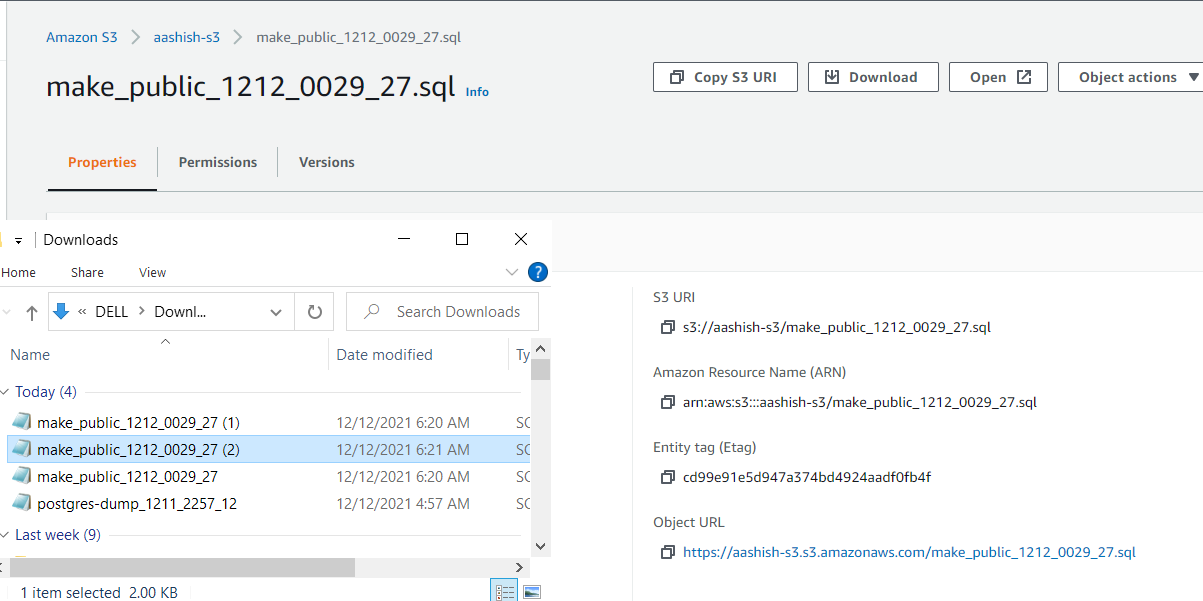 Amazon S3 > aashish-s3 > make_public_1212_0029_27.sql
make_public_1212_0029_27.sql Info
Copy S3 URI Download Open Object actions
Properties Permissions Versions
Downloads
Home Share View
« DELL > Downl... Search Downloads
Name Date modified Ty
Today (4)
make_public_1212_0029_27 (1) 12/12/2021 6:20 AM SC
make_public_1212_0029_27 (2) 12/12/2021 6:21 AM SC
make_public_1212_0029_27 12/12/2021 6:20 AM SC
postgres-dump_1211_2257_12 12/12/2021 4:57 AM SC
Last week (9)
1 item selected 2.00 KB
S3 URI
s3://aashish-s3/make_public_1212_0029_27.sql
Amazon Resource Name (ARN)
arn:aws:s3:::aashish-s3/make_public_1212_0029_27.sql
Entity tag (Etag)
cd99e91e5d947a374bd4924aadf0fb4f
Object URL
https://aashish-s3.s3.amazonaws.com/make_public_1212_0029_27.sql